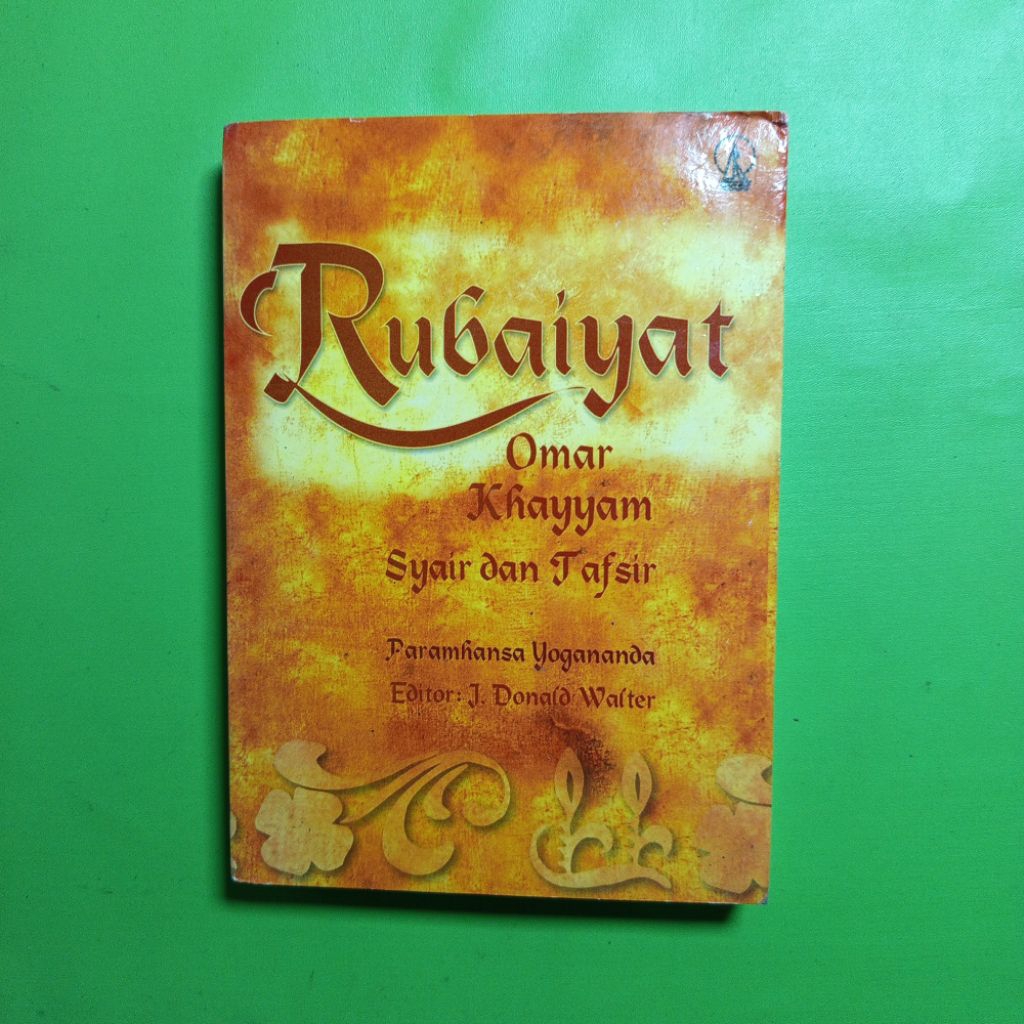 Rubaiyat
Omar
Khayyam
Syair dan Tafsir
Paramhansa Yogananda
Editor: J. Donald Walter